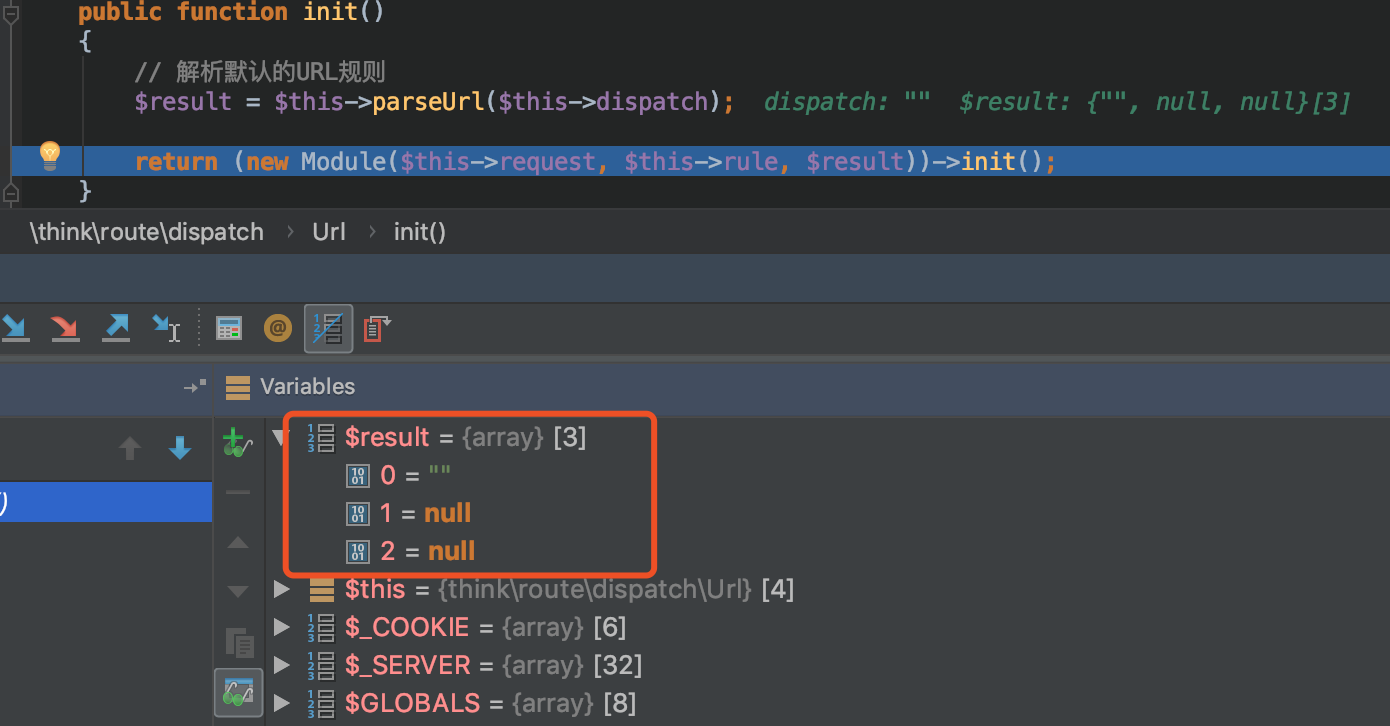 public function init()
{
// 解析默认的URL规则
$result = $this->parseUrl($this->dispatch); dispatch: "" $result: {"", null, null}[3]
return (new Module($this->request, $this->rule, $result))->init();
}
\think\route\dispatch › Url › init()
Variables
$result = {array} [3]
0 = ""
1 = null
2 = null
)
$this = {think\route\dispatch\Url} [4]
$_COOKIE = {array} [6]
$_SERVER = {array} [32]
$GLOBALS = {array} [8]